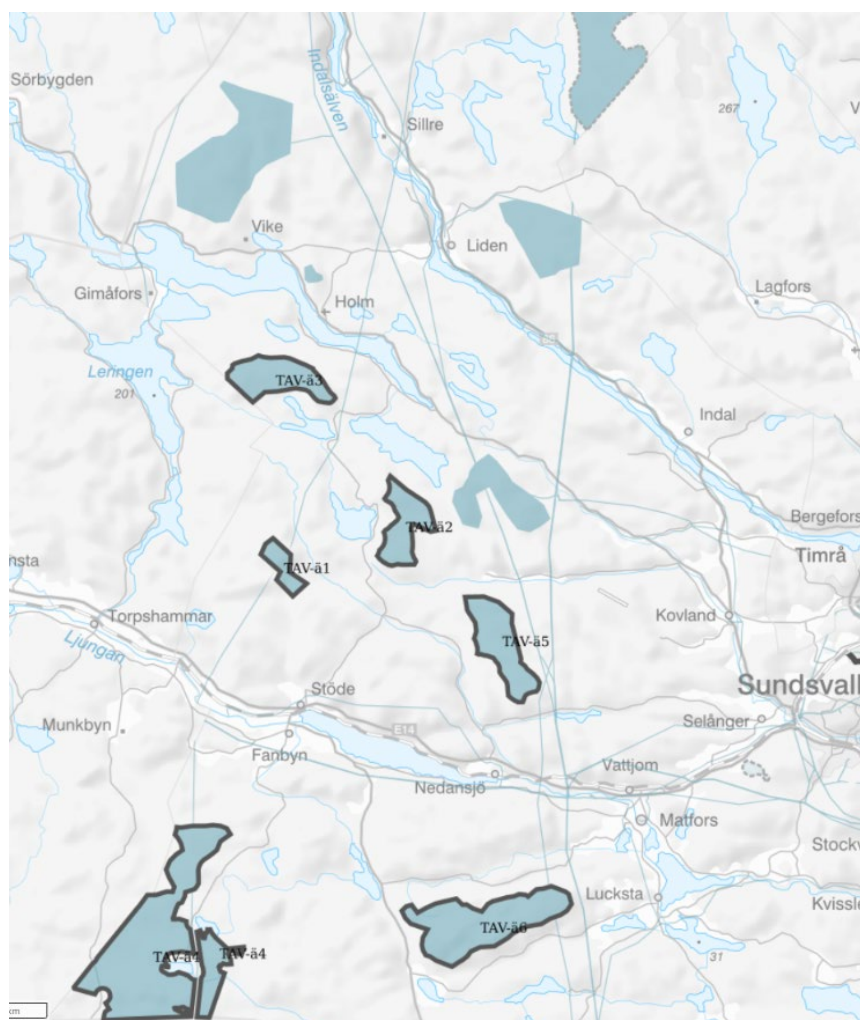 Sörbygden
Indalsälven
267
Sillre
Vike
Liden
Gimåfors
Holm
Lagfors
Leringen
TAV-ä3
201
Indal
TAV-ä2
Bergefors
Timrå
TAV-ä1
nsta
Torpshammar
Kovland
Ljungan
TAV-ä5
Sundsvall
Stöde
Munkbyn
E14
Selånger
Fanbyn
Nedansjö
Vattjom
Matfors
Stockv
Lucksta
Kvissle
TAV-ä6
TAV-ä4
TAV-ä4
31
km